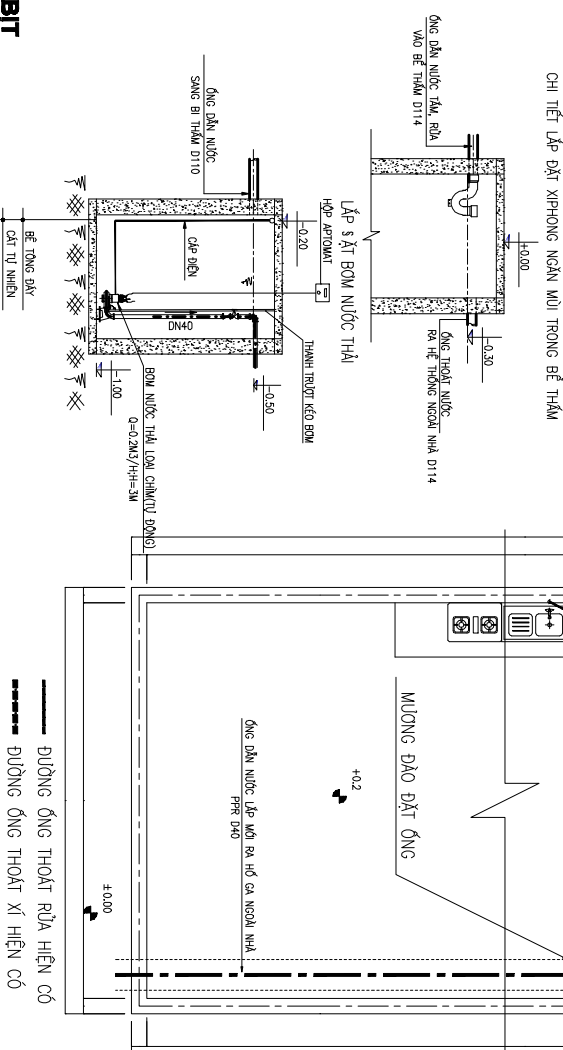 CHI TIẾT LẮP ĐẶT XIPHONG NGĂN MÙI TRONG BỂ THẤM
ỐNG DẪN NƯỚC TẮM, RỬA
VÀO BỂ THẤM D114
+0.00
-0.30
ỐNG THOÁT NƯỚC
RA HỆ THỐNG NGOÀI NHÀ D114
LẮP ĐẶT BƠM NƯỚC THẢI
HỘP APTOMAT
ỐNG DẪN NƯỚC
SANG BI THẤM D110
-0.20
CÁP ĐIỆN
DN40
THANH TRƯỢT KÉO BƠM
-0.50
-1.00
BƠM NƯỚC THẢI LOẠI CHÌM(TỰ ĐỘNG)
Q=0.2M3/H;H=3M
BÊ TÔNG ĐÁY
CÁT TỰ NHIÊN
BỊT
MƯƠNG ĐÀO ĐẶT ỐNG
+0.2
ỐNG DẪN NƯỚC LẮP MỚI RA HỐ GA NGOÀI NHÀ
PPR D40
±0.00
ĐƯỜNG ỐNG THOÁT RỬA HIỆN CÓ
ĐƯỜNG ỐNG THOÁT XÍ HIỆN CÓ